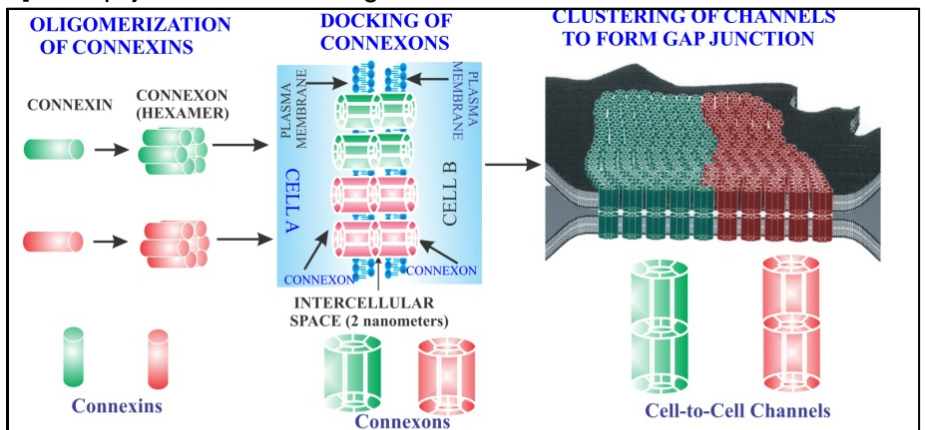 OLIGOMERIZATION
OF CONNEXINS
CONNEXIN
CONNEXON
(HEXAMER)
Connexins
DOCKING OF
CONNEXONS
PLASMA
MEMBRANE
PLASMA
MEMBRANE
CELL A
CELL B
CONNEXON
CONNEXON
INTERCELLULAR
SPACE (2 nanometers)
Connexons
CLUSTERING OF CHANNELS
TO FORM GAP JUNCTION
Cell-to-Cell Channels